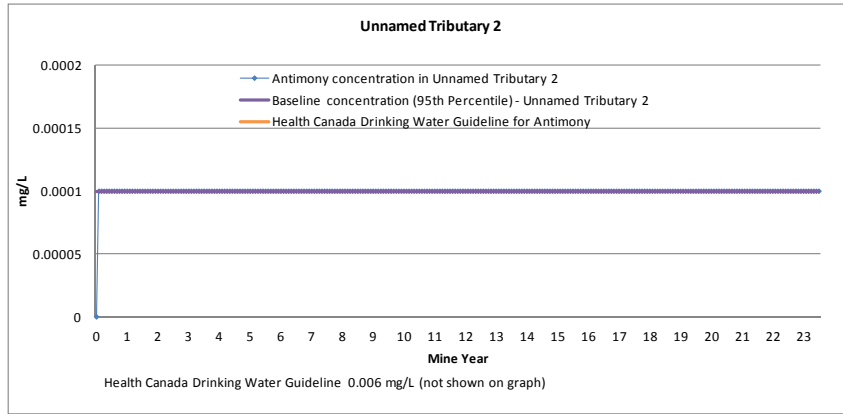 Unnamed Tributary 2
0.0002
Antimony concentration in Unnamed Tributary 2
Baseline concentration (95th Percentile) - Unnamed Tributary 2
Health Canada Drinking Water Guideline for Antimony
0.00015
mg/L
0.0001
0.00005
0
0 1 2 3 4 5 6 7 8 9 10 11 12 13 14 15 16 17 18 19 20 21 22 23
Mine Year
Health Canada Drinking Water Guideline 0.006 mg/L (not shown on graph)